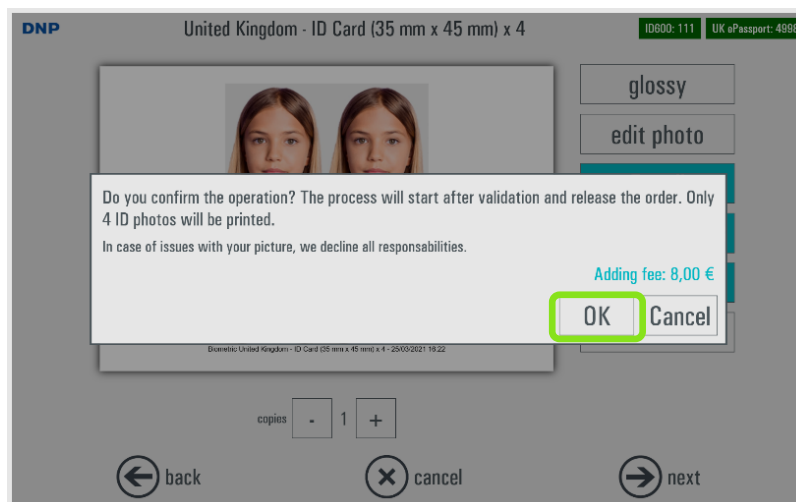 DNP
United Kingdom - ID Card (35 mm x 45 mm) x 4
ID600: 111
UK ePassport: 4998
glossy
edit photo
Do you confirm the operation? The process will start after validation and release the order. Only
4 ID photos will be printed.
In case of issues with your picture, we decline all responsabilities.
Adding fee: 8,00 €
OK
Cancel
Biometric United Kingdom - ID Card (35 mm x 45 mm) x 4 - 25/03/2021 16:22
copies - 1 +
back
cancel
next